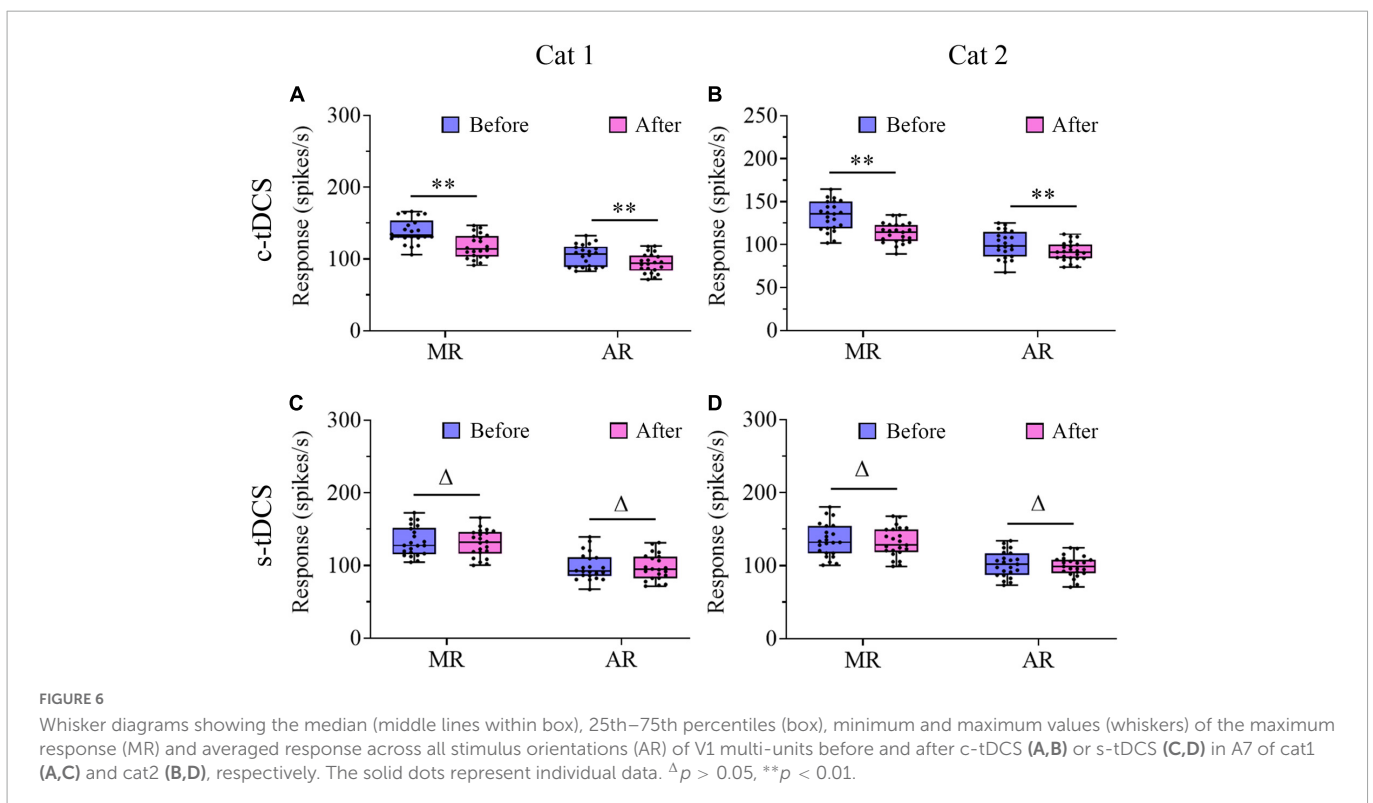 Cat 1
Cat 2
c-tDCS
A
300
200
100
0
Response (spikes/s)
Before
After
**
**
MR
AR
B
250
200
150
100
50
0
Response (spikes/s)
Before
After
**
**
MR
AR
s-tDCS
C
300
200
100
0
Response (spikes/s)
Before
After
Δ
Δ
MR
AR
D
300
200
100
0
Response (spikes/s)
Before
After
Δ
Δ
MR
AR
FIGURE 6
Whisker diagrams showing the median (middle lines within box), 25th–75th percentiles (box), minimum and maximum values (whiskers) of the maximum
response (MR) and averaged response across all stimulus orientations (AR) of V1 multi-units before and after c-tDCS (A,B) or s-tDCS (C,D) in A7 of cat1
(A,C) and cat2 (B,D), respectively. The solid dots represent individual data. Δp > 0.05, **p < 0.01.